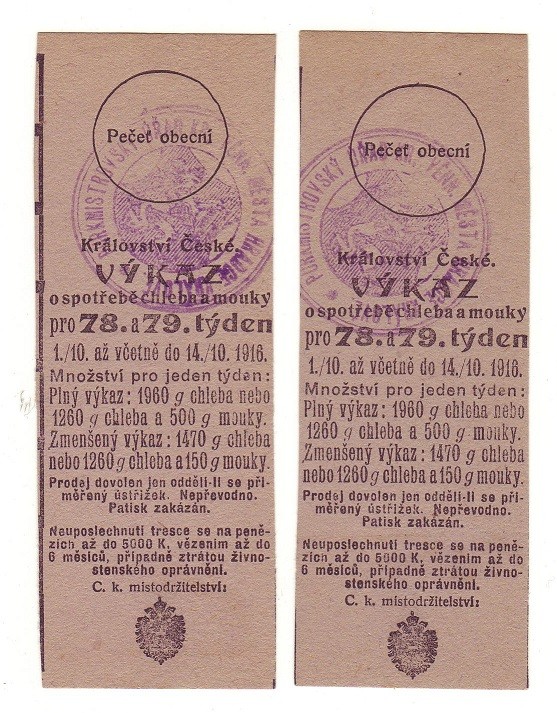 Pečeť obecní
Království České.
VÝKAZ
o spotřebě chleba a mouky
pro 78. a 79. týden
1./10. až včetně do 14./10. 1916.
Množství pro jeden týden:
Plný výkaz: 1960 g chleba nebo
1260 g chleba a 500 g mouky.
Zmenšený výkaz: 1470 g chleba
nebo 1260 g chleba a 150 g mouky.
Prodej dovolen jen oddělí-li se při-
měřený ústřižek. Nepřevodno.
Patisk zakázán.
Neuposlechnutí tresce se na peně-
zích až do 5000 K, vězením až do
6 měsíců, případně ztrátou živno-
stenského oprávnění.
C. k. místodržitelství:
Pečeť obecní
PURKMISTROVSKÝ MĚSTA
Království České.
VÝKAZ
o spotřebě chleba a mouky
pro 78. a 79. týden
1./10. až včetně do 14./10. 1916.
Množství pro jeden týden:
Plný výkaz: 1960 g chleba nebo
1260 g chleba a 500 g mouky.
Zmenšený výkaz: 1470 g chleba
nebo 1260 g chleba a 150 g mouky.
Prodej dovolen jen oddělí-li se při-
měřený ústřižek. Nepřevodno.
Patisk zakázán.
Neuposlechnutí tresce se na peně-
zích až do 5000 K, vězením až do
6 měsíců, případně ztrátou živno-
stenského oprávnění.
C. k. místodržitelství: